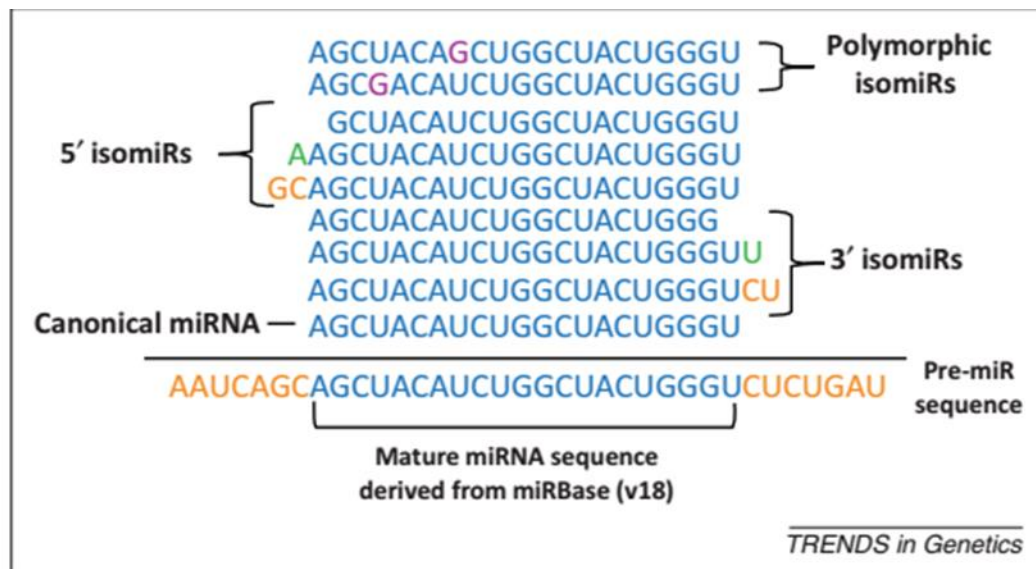 AGCUACAGCUGGCUACUGGGU
AGCGACAUCUGGCUACUGGGU
Polymorphic
isomiRs
GCUACAUCUGGCUACUGGGU
AAGCUACAUCUGGCUACUGGGU
GCAGCUACAUCUGGCUACUGGGU
5′ isomiRs
AGCUACAUCUGGCUACUGGG
AGCUACAUCUGGCUACUGGGUU
AGCUACAUCUGGCUACUGGGUCU
3′ isomiRs
Canonical miRNA
AGCUACAUCUGGCUACUGGGU
AAUCAGCAGCUACAUCUGGCUACUGGGUCUCUGAU
Pre-miR
sequence
Mature miRNA sequence
derived from miRBase (v18)
TRENDS in Genetics